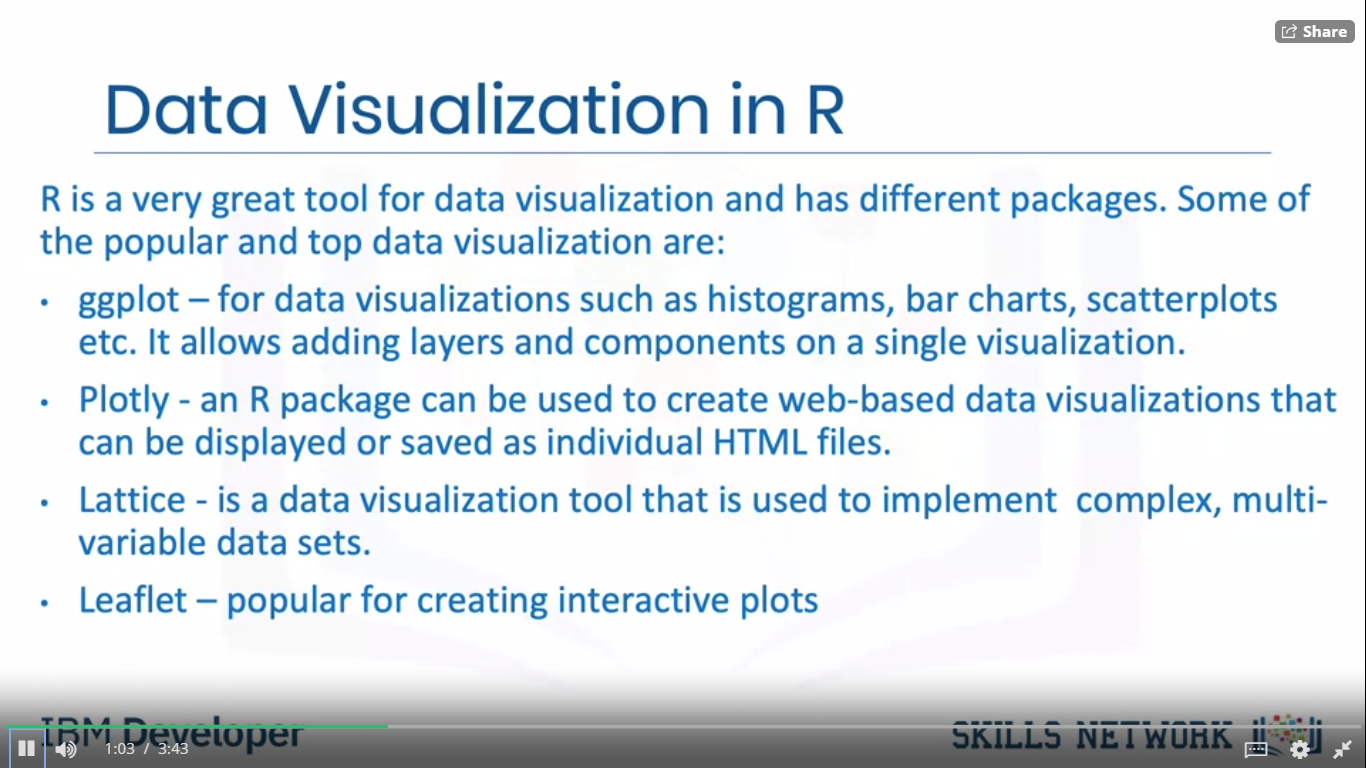 Share
Data Visualization in R
R is a very great tool for data visualization and has different packages. Some of
the popular and top data visualization are:
• ggplot – for data visualizations such as histograms, bar charts, scatterplots
etc. It allows adding layers and components on a single visualization.
• Plotly - an R package can be used to create web-based data visualizations that
can be displayed or saved as individual HTML files.
• Lattice - is a data visualization tool that is used to implement  complex, multi-
variable data sets.
• Leaflet – popular for creating interactive plots
IBM Developer
SKILLS NETWORK
1:03 / 3:43